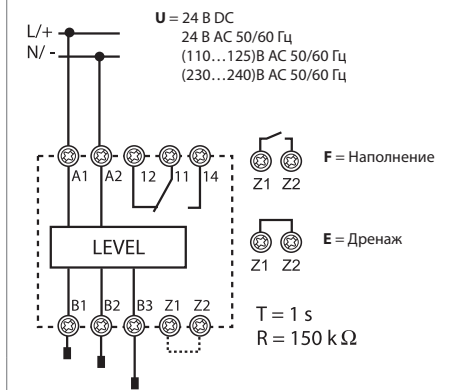 U = 24 В DC
24 В AC 50/60 Гц
(110…125)В AC 50/60 Гц
(230…240)В AC 50/60 Гц
L/+
N/ -
A1 A2 12 11 14
Z1 Z2
F = Наполнение
LEVEL
Z1 Z2
E = Дренаж
B1 B2 B3 Z1 Z2
T = 1 s
R = 150 k Ω